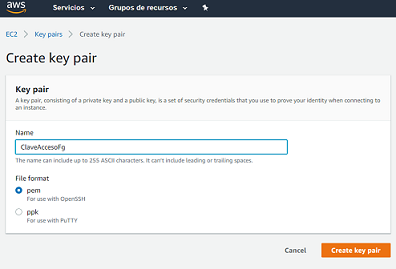 aws
Servicios Grupos de recursos
EC2 > Key pairs > Create key pair
Create key pair
Key pair
A key pair, consisting of a private key and a public key, is a set of security credentials that you use to prove your identity when connecting to
an instance.
Name
ClaveAccesoFg
The name can include up to 255 ASCII characters. It can't include leading or trailing spaces.
File format
pem
For use with OpenSSH
ppk
For use with PuTTY
Cancel Create key pair